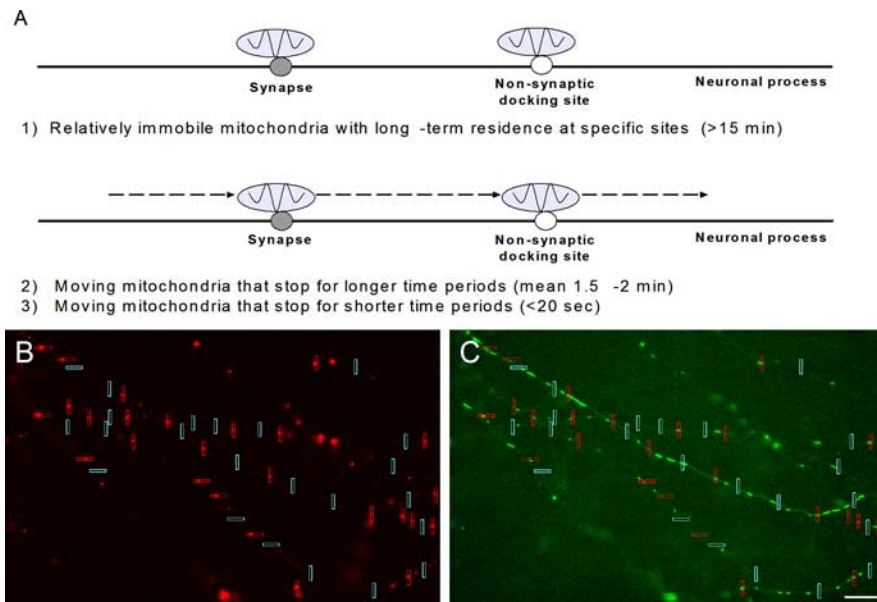 A
Synapse
Non-synaptic
docking site
Neuronal process
1) Relatively immobile mitochondria with long -term residence at specific sites (>15 min)
Synapse
Non-synaptic
docking site
Neuronal process
2) Moving mitochondria that stop for longer time periods (mean 1.5 -2 min)
3) Moving mitochondria that stop for shorter time periods (<20 sec)
B
C